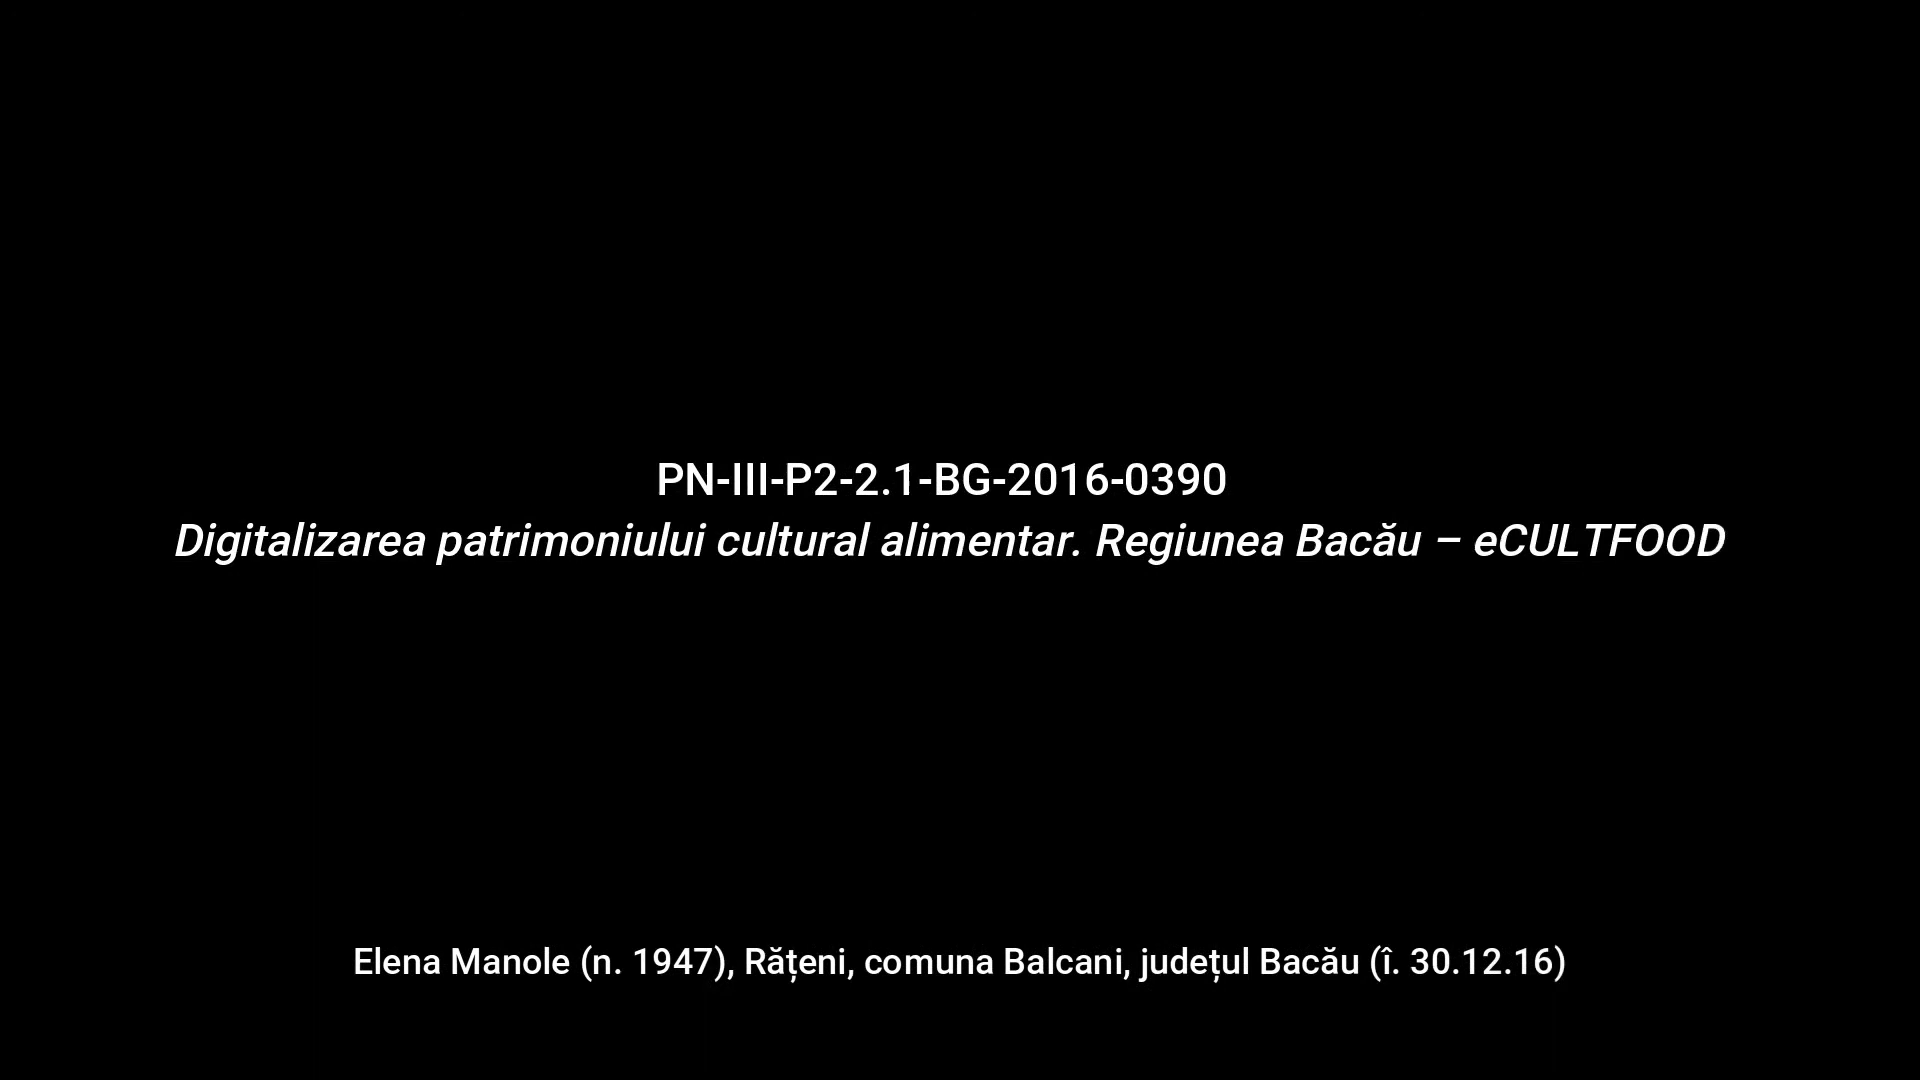 PN-III-P2-2.1-BG-2016-0390
Digitalizarea patrimoniului cultural alimentar. Regiunea Bacău – eCULTFOOD
Elena Manole (n. 1947), Rățeni, comuna Balcani, județul Bacău (î. 30.12.16)